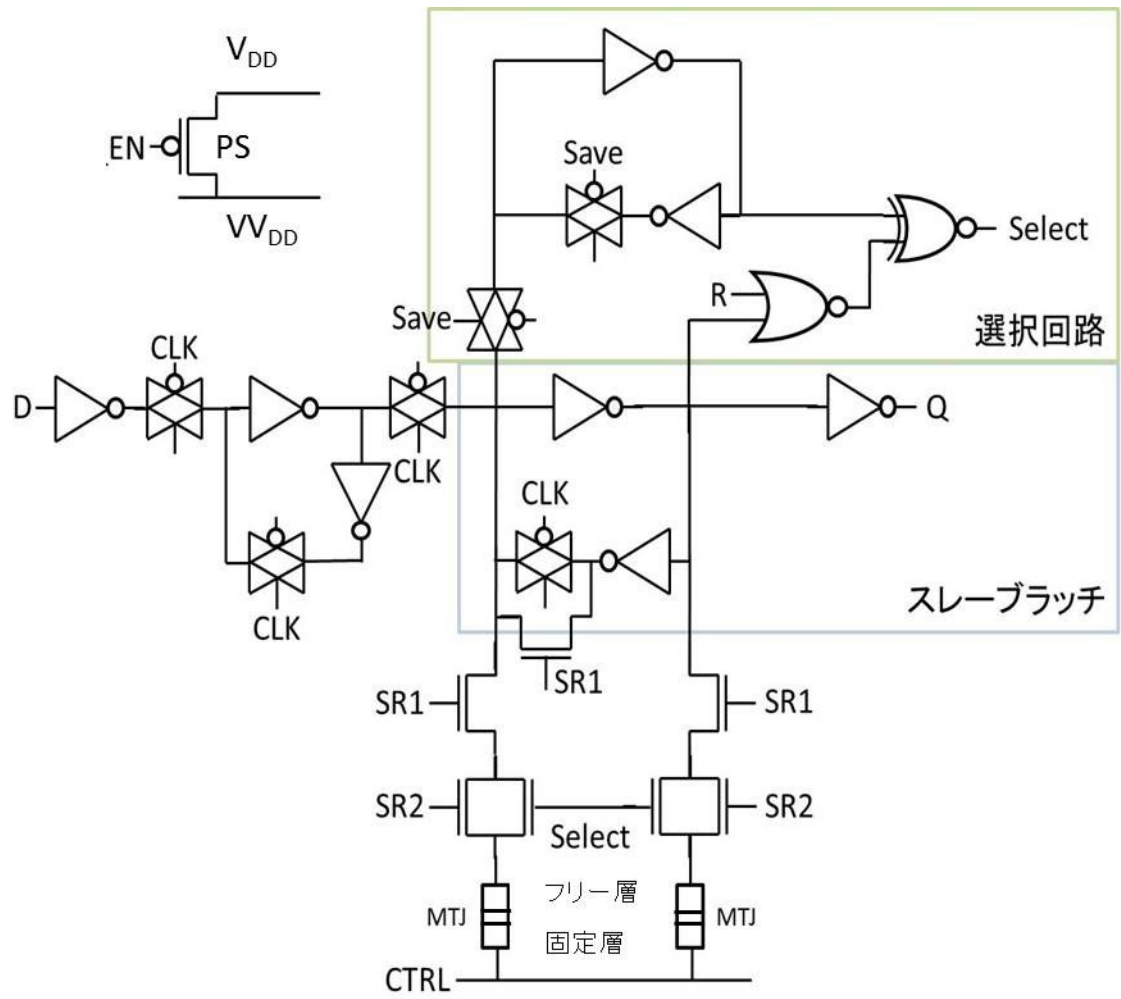 VDD
EN
PS
VVDD
Save
Select
R
Save
選択回路
CLK
D
CLK
Q
CLK
スレーブラッチ
CLK
SR1
SR1
SR1
SR2
Select
SR2
フリー層
MTJ
MTJ
固定層
CTRL